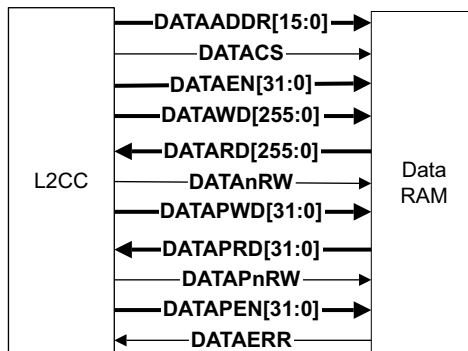 DATAADDR[15:0]
DATACS
DATAEN[31:0]
DATAWD[255:0]
DATARD[255:0]
L2CC
DATAnRW
Data
RAM
DATAPWD[31:0]
DATAPRD[31:0]
DATAPnRW
DATAPEN[31:0]
DATAERR